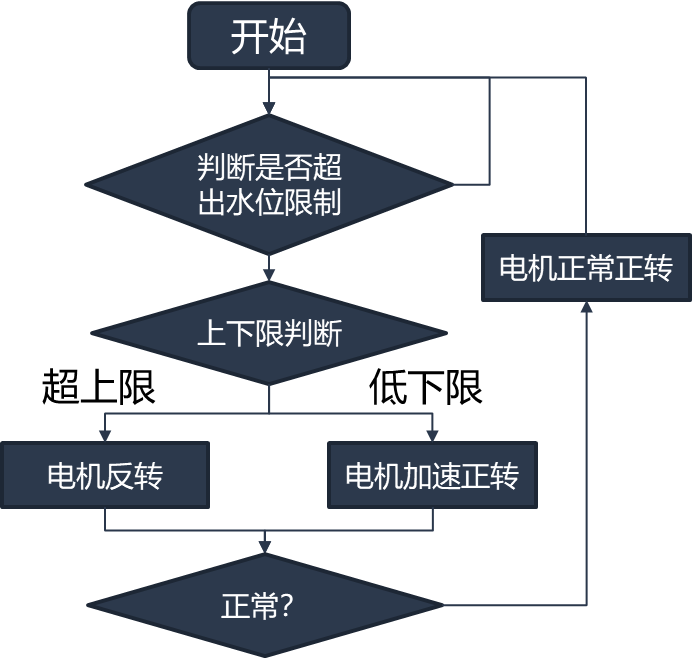 开始
判断是否超
出水位限制
电机正常正转
上下限判断
超上限
低下限
电机反转
电机加速正转
正常?